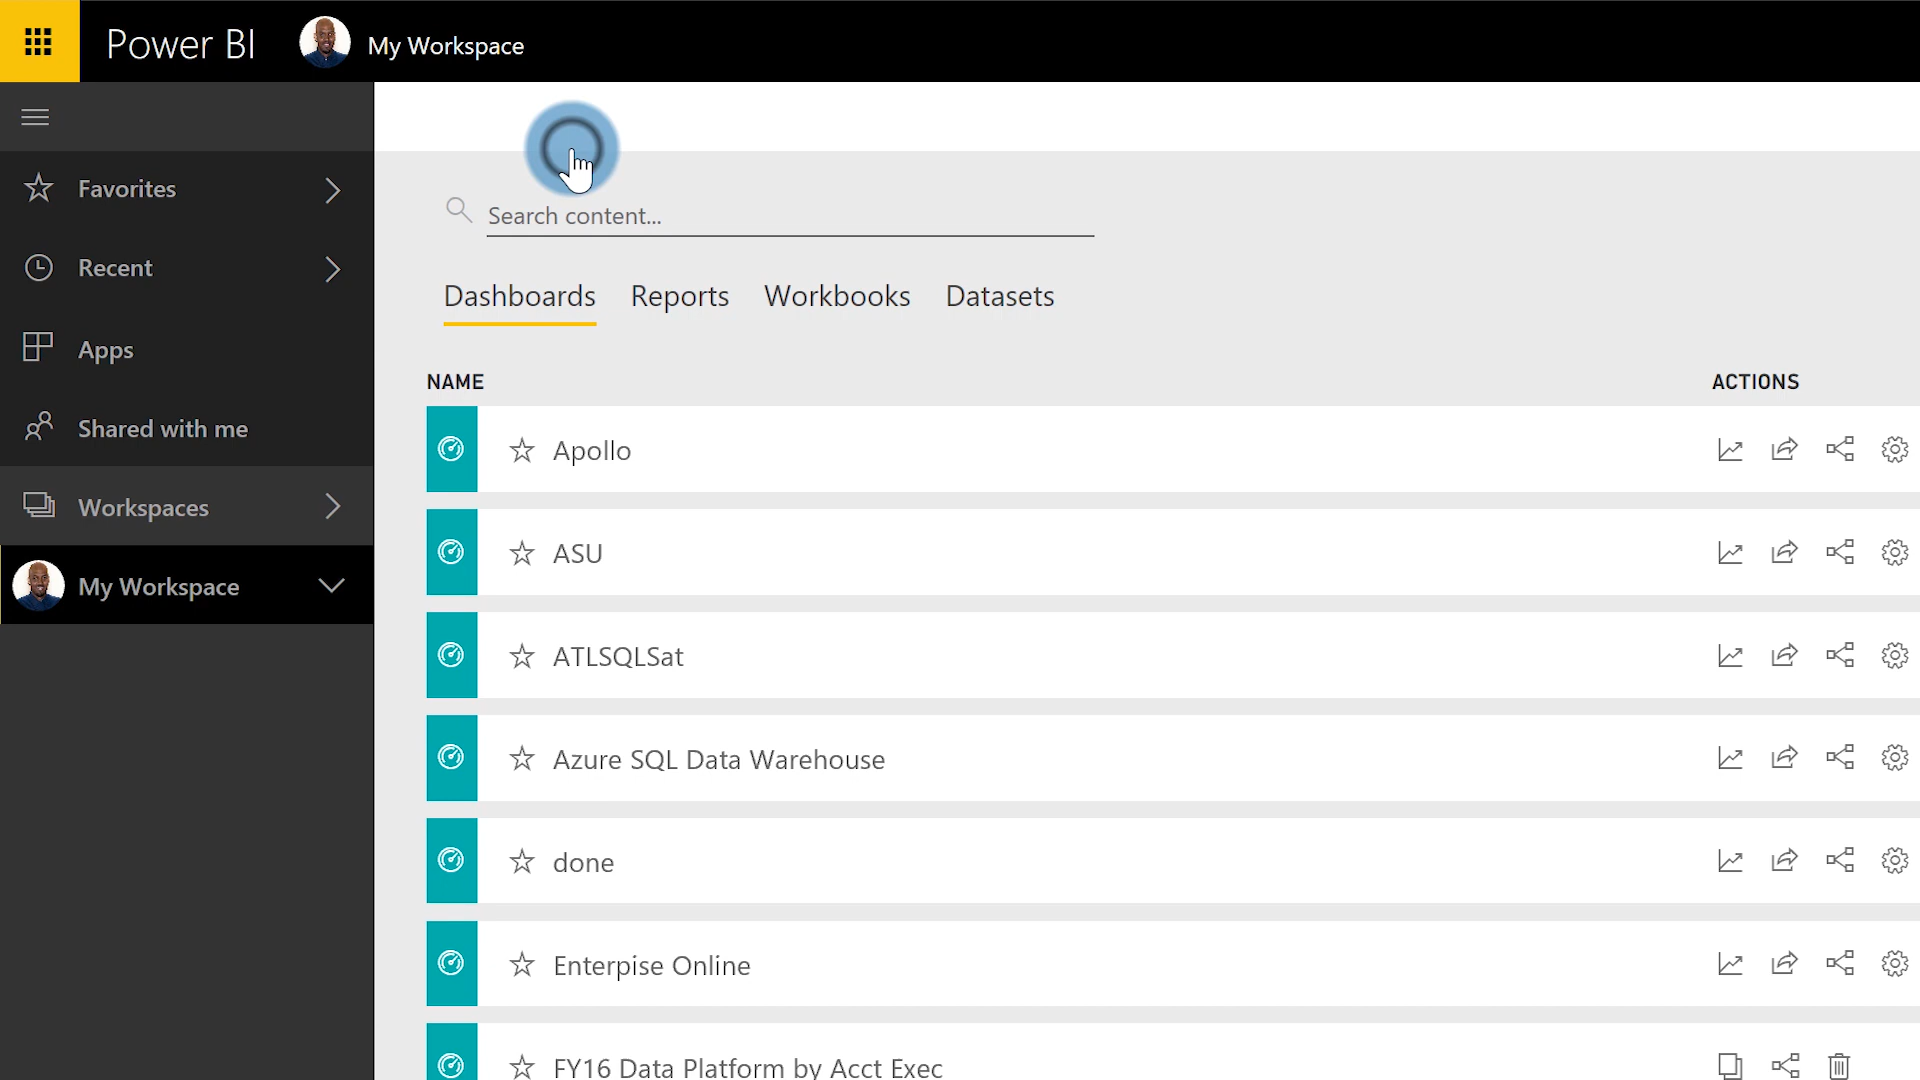 Power BI
My Workspace
Favorites
Recent
Apps
Shared with me
Workspaces
My Workspace
Search content...
Dashboards Reports Workbooks Datasets
NAME ACTIONS
Apollo
ASU
ATLSQLSat
Azure SQL Data Warehouse
done
Enterpise Online
FY16 Data Platform by Acct Exec